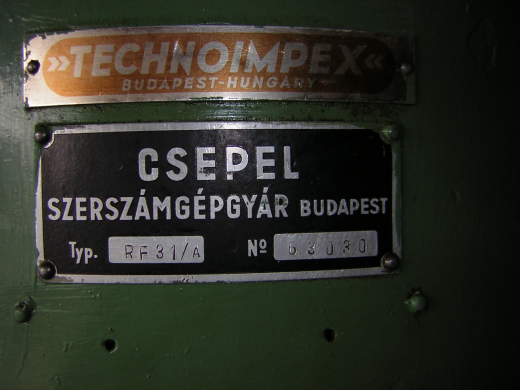 »TECHNOIMPEX«
BUDAPEST-HUNGARY
CSEPEL
SZERSZÁMGÉPGYÁR BUDAPEST
Typ. RF31/A No 63030